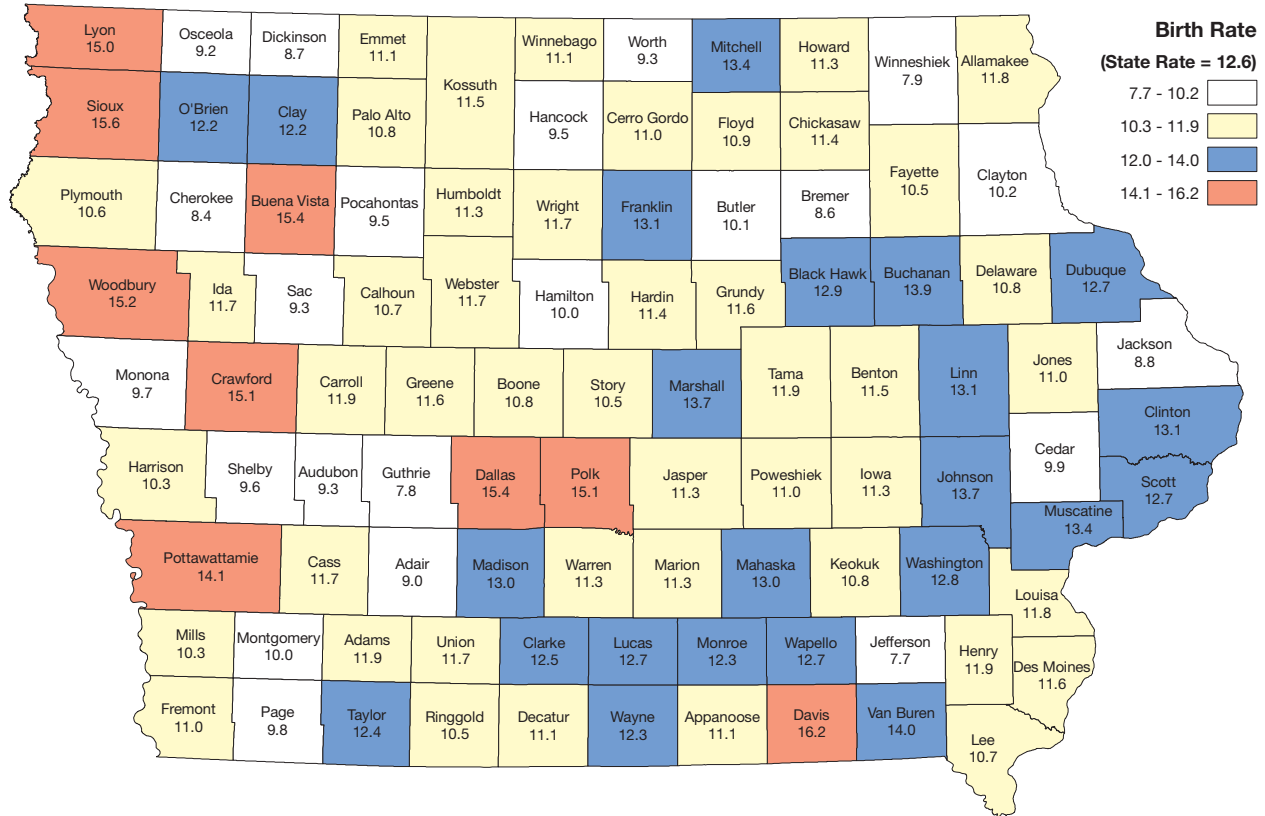 Birth Rate
(State Rate = 12.6)
7.7 - 10.2
10.3 - 11.9
12.0 - 14.0
14.1 - 16.2
Lyon
15.0
Osceola
9.2
Dickinson
8.7
Emmet
11.1
Kossuth
11.5
Winnebago
11.1
Worth
9.3
Mitchell
13.4
Howard
11.3
Winneshiek
7.9
Allamakee
11.8
Sioux
15.6
O'Brien
12.2
Clay
12.2
Palo Alto
10.8
Hancock
9.5
Cerro Gordo
11.0
Floyd
10.9
Chickasaw
11.4
Fayette
10.5
Clayton
10.2
Plymouth
10.6
Cherokee
8.4
Buena Vista
15.4
Pocahontas
9.5
Humboldt
11.3
Wright
11.7
Franklin
13.1
Butler
10.1
Bremer
8.6
Woodbury
15.2
Ida
11.7
Sac
9.3
Calhoun
10.7
Webster
11.7
Hamilton
10.0
Hardin
11.4
Grundy
11.6
Black Hawk
12.9
Buchanan
13.9
Delaware
10.8
Dubuque
12.7
Monona
9.7
Crawford
15.1
Carroll
11.9
Greene
11.6
Boone
10.8
Story
10.5
Marshall
13.7
Tama
11.9
Benton
11.5
Linn
13.1
Jones
11.0
Jackson
8.8
Clinton
13.1
Harrison
10.3
Shelby
9.6
Audubon
9.3
Guthrie
7.8
Dallas
15.4
Polk
15.1
Jasper
11.3
Poweshiek
11.0
Iowa
11.3
Johnson
13.7
Cedar
9.9
Scott
12.7
Muscatine
13.4
Pottawattamie
14.1
Cass
11.7
Adair
9.0
Madison
13.0
Warren
11.3
Marion
11.3
Mahaska
13.0
Keokuk
10.8
Washington
12.8
Louisa
11.8
Mills
10.3
Montgomery
10.0
Adams
11.9
Union
11.7
Clarke
12.5
Lucas
12.7
Monroe
12.3
Wapello
12.7
Jefferson
7.7
Henry
11.9
Des Moines
11.6
Fremont
11.0
Page
9.8
Taylor
12.4
Ringgold
10.5
Decatur
11.1
Wayne
12.3
Appanoose
11.1
Davis
16.2
Van Buren
14.0
Lee
10.7